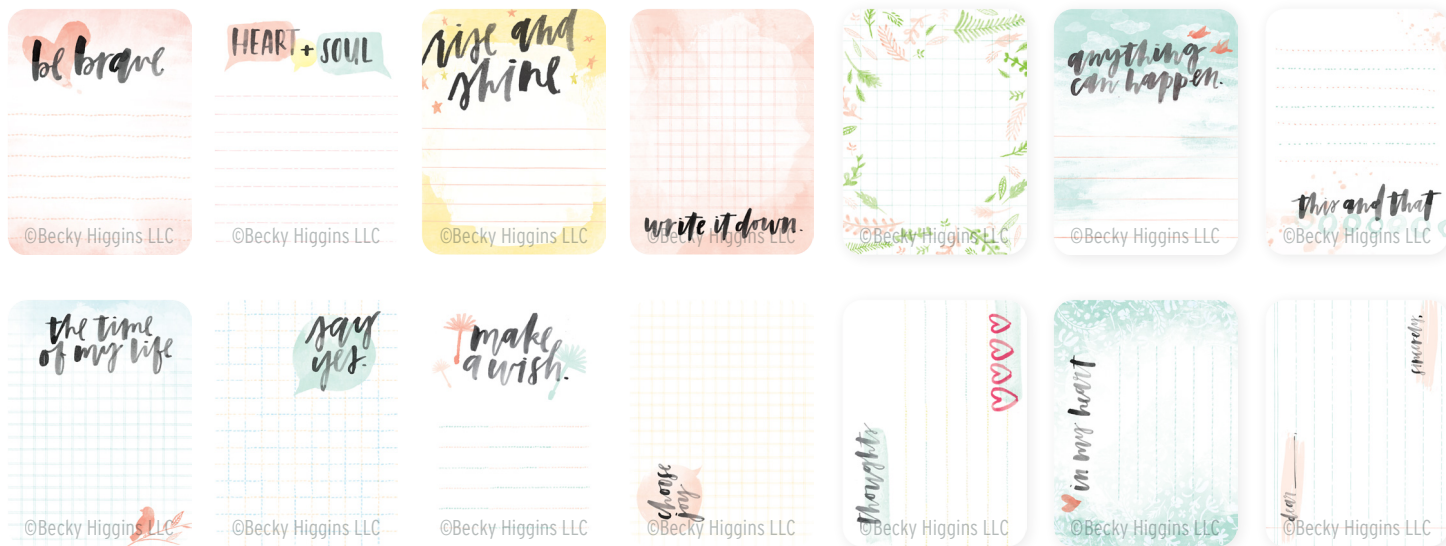 be brave
©Becky Higgins LLC
HEART + SOUL
©Becky Higgins LLC
rise and
shine
©Becky Higgins LLC
write it down.
©Becky Higgins LLC
©Becky Higgins LLC
anything
can happen.
©Becky Higgins LLC
this and that
©Becky Higgins LLC
the time
of my life
©Becky Higgins LLC
say
yes.
©Becky Higgins LLC
make
a wish.
©Becky Higgins LLC
choose
joy
©Becky Higgins LLC
thoughts
©Becky Higgins LLC
in my heart
©Becky Higgins LLC
dear
sincerely,
©Becky Higgins LLC